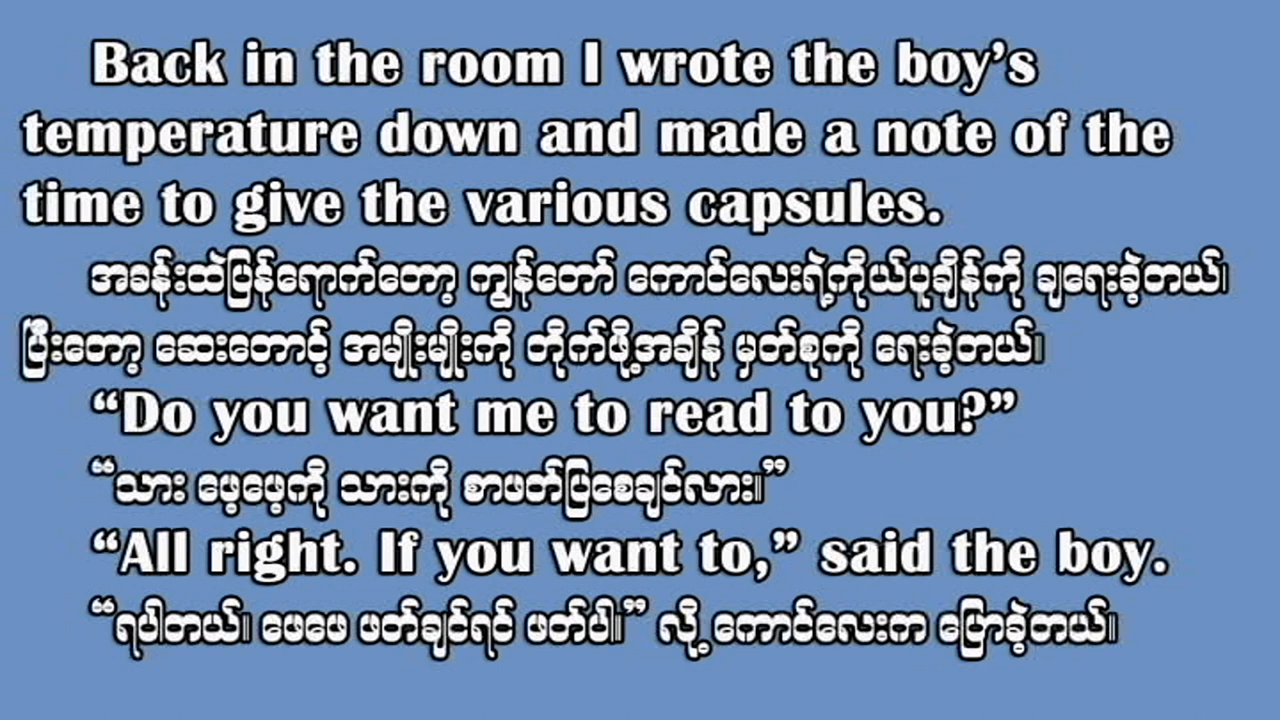 Back in the room I wrote the boy’s
temperature down and made a note of the
time to give the various capsules.
အခန်းထဲပြန်ရောက်တော့ ကျွန်တော် ကောင်လေးရဲ့ကိုယ်ပူချိန်ကို ချရေးခဲ့တယ်၊
ပြီးတော့ ဆေးတောင့် အမျိုးမျိုးကို တိုက်ဖို့အချိန် မှတ်စုကို ရေးခဲ့တယ်။
“Do you want me to read to you?”
“သား ဖေ့ဖေ့ကို သားကို စာဖတ်ပြစေချင်လား။”
“All right. If you want to,” said the boy.
“ရပါတယ်။ ဖေဖေ ဖတ်ချင်ရင် ဖတ်ပါ။” လို့ ကောင်လေးက ပြောခဲ့တယ်။